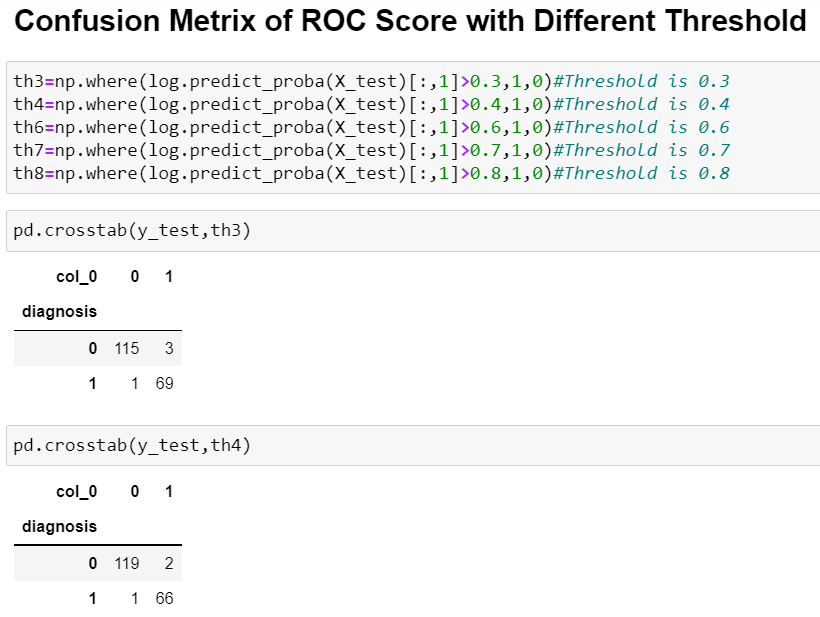 Confusion Metrix of ROC Score with Different Threshold
th3=np.where(log.predict_proba(X_test)[:,1]>0.3,1,0)#Threshold is 0.3
th4=np.where(log.predict_proba(X_test)[:,1]>0.4,1,0)#Threshold is 0.4
th6=np.where(log.predict_proba(X_test)[:,1]>0.6,1,0)#Threshold is 0.6
th7=np.where(log.predict_proba(X_test)[:,1]>0.7,1,0)#Threshold is 0.7
th8=np.where(log.predict_proba(X_test)[:,1]>0.8,1,0)#Threshold is 0.8
pd.crosstab(y_test,th3)
col_0 0 1
diagnosis
0 115 3
1 1 69
pd.crosstab(y_test,th4)
col_0 0 1
diagnosis
0 119 2
1 1 66